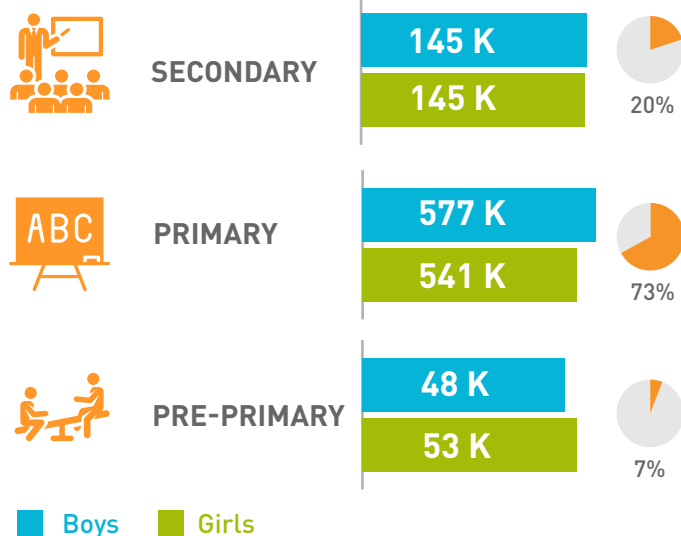 SECONDARY
145 K
145 K
20%
ABC
PRIMARY
577 K
541 K
73%
PRE-PRIMARY
48 K
53 K
7%
Boys
Girls